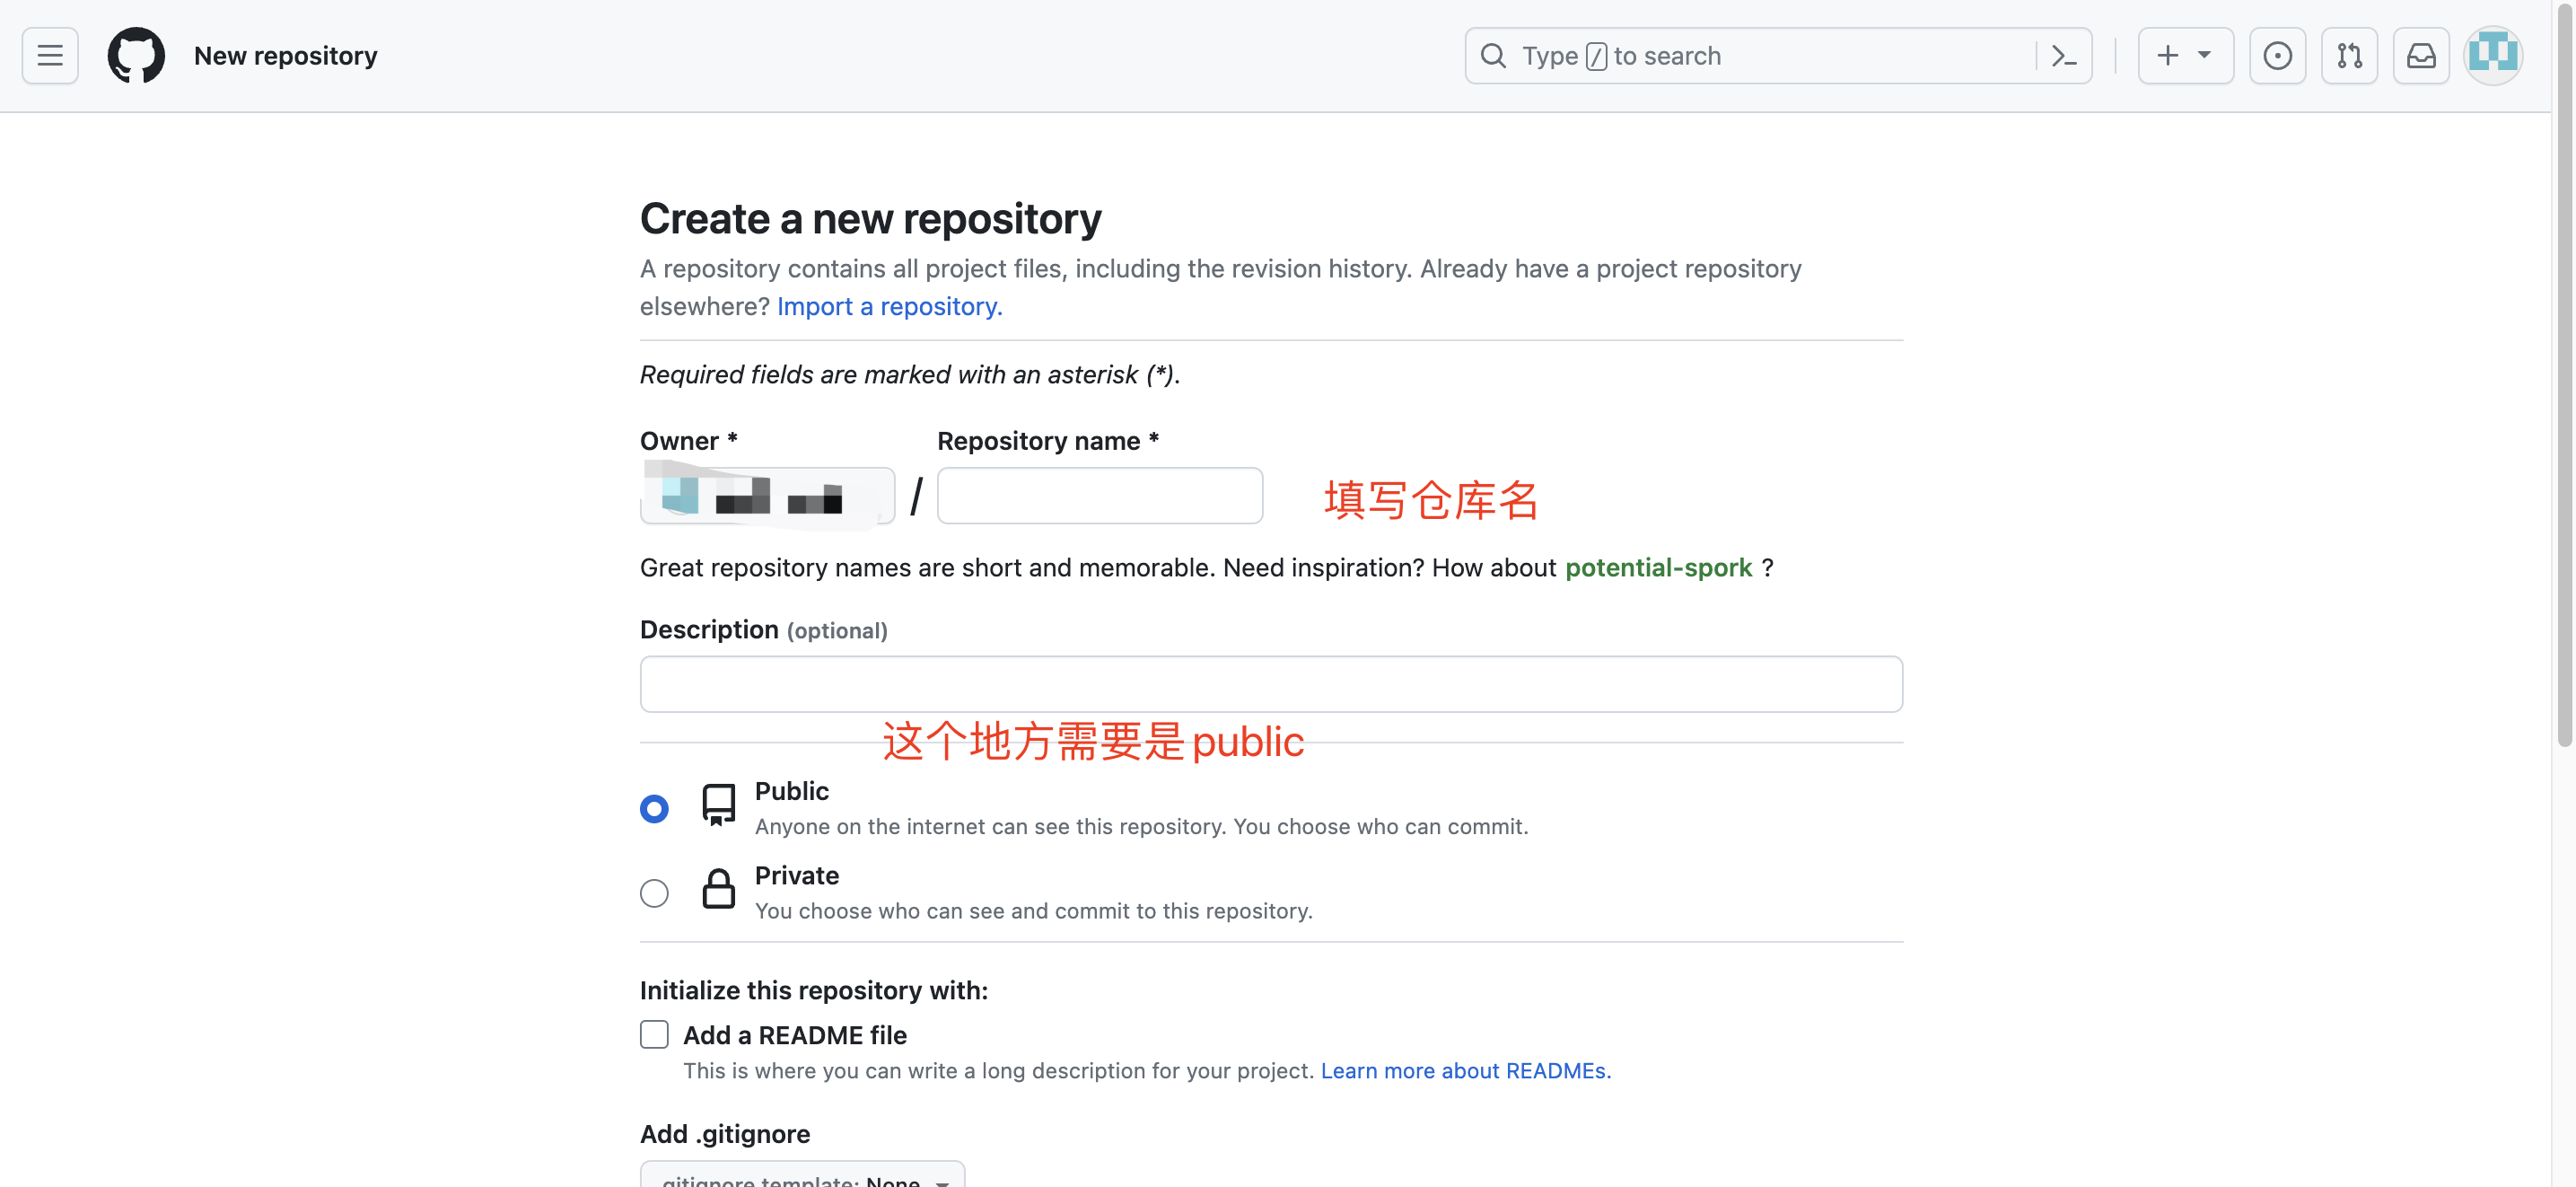 New repository
Type / to search
Create a new repository
A repository contains all project files, including the revision history. Already have a project repository
elsewhere? Import a repository.
Required fields are marked with an asterisk (*).
Owner *
Repository name *
/
填写仓库名
Great repository names are short and memorable. Need inspiration? How about potential-spork ?
Description (optional)
这个地方需要是public
Public
Anyone on the internet can see this repository. You choose who can commit.
Private
You choose who can see and commit to this repository.
Initialize this repository with:
Add a README file
This is where you can write a long description for your project. Learn more about READMEs.
Add .gitignore
.gitignore template: None